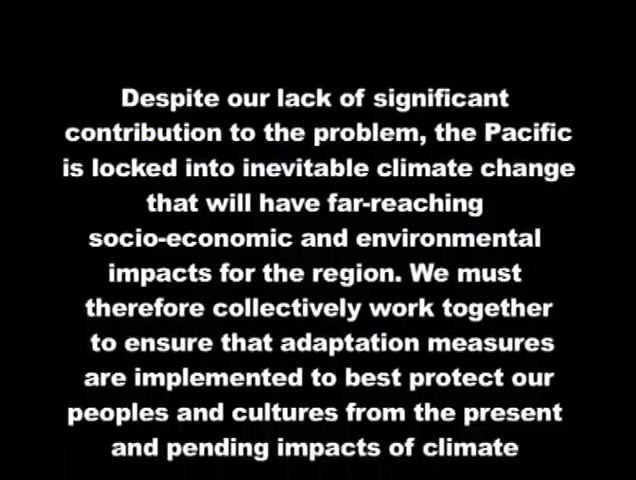 Despite our lack of significant
contribution to the problem, the Pacific
is locked into inevitable climate change
that will have far-reaching
socio-economic and environmental
impacts for the region. We must
therefore collectively work together
to ensure that adaptation measures
are implemented to best protect our
peoples and cultures from the present
and pending impacts of climate